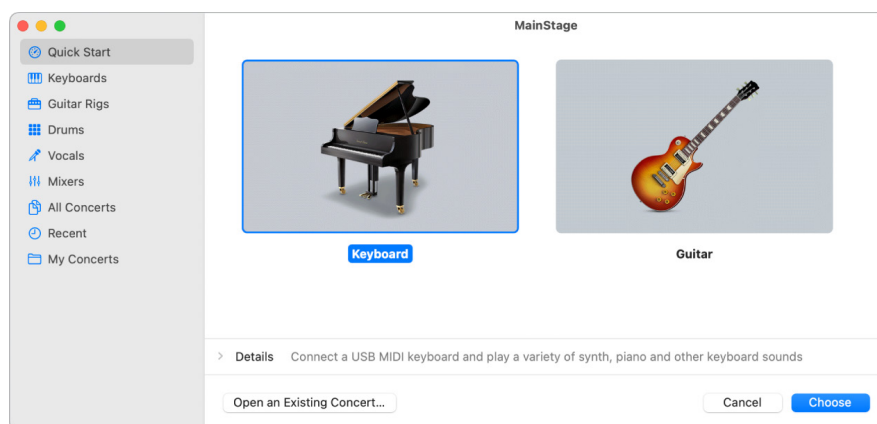 MainStage
Quick Start
Keyboards
Guitar Rigs
Drums
Vocals
Mixers
All Concerts
Recent
My Concerts
Keyboard
Guitar
Details Connect a USB MIDI keyboard and play a variety of synth, piano and other keyboard sounds
Open an Existing Concert...
Cancel
Choose